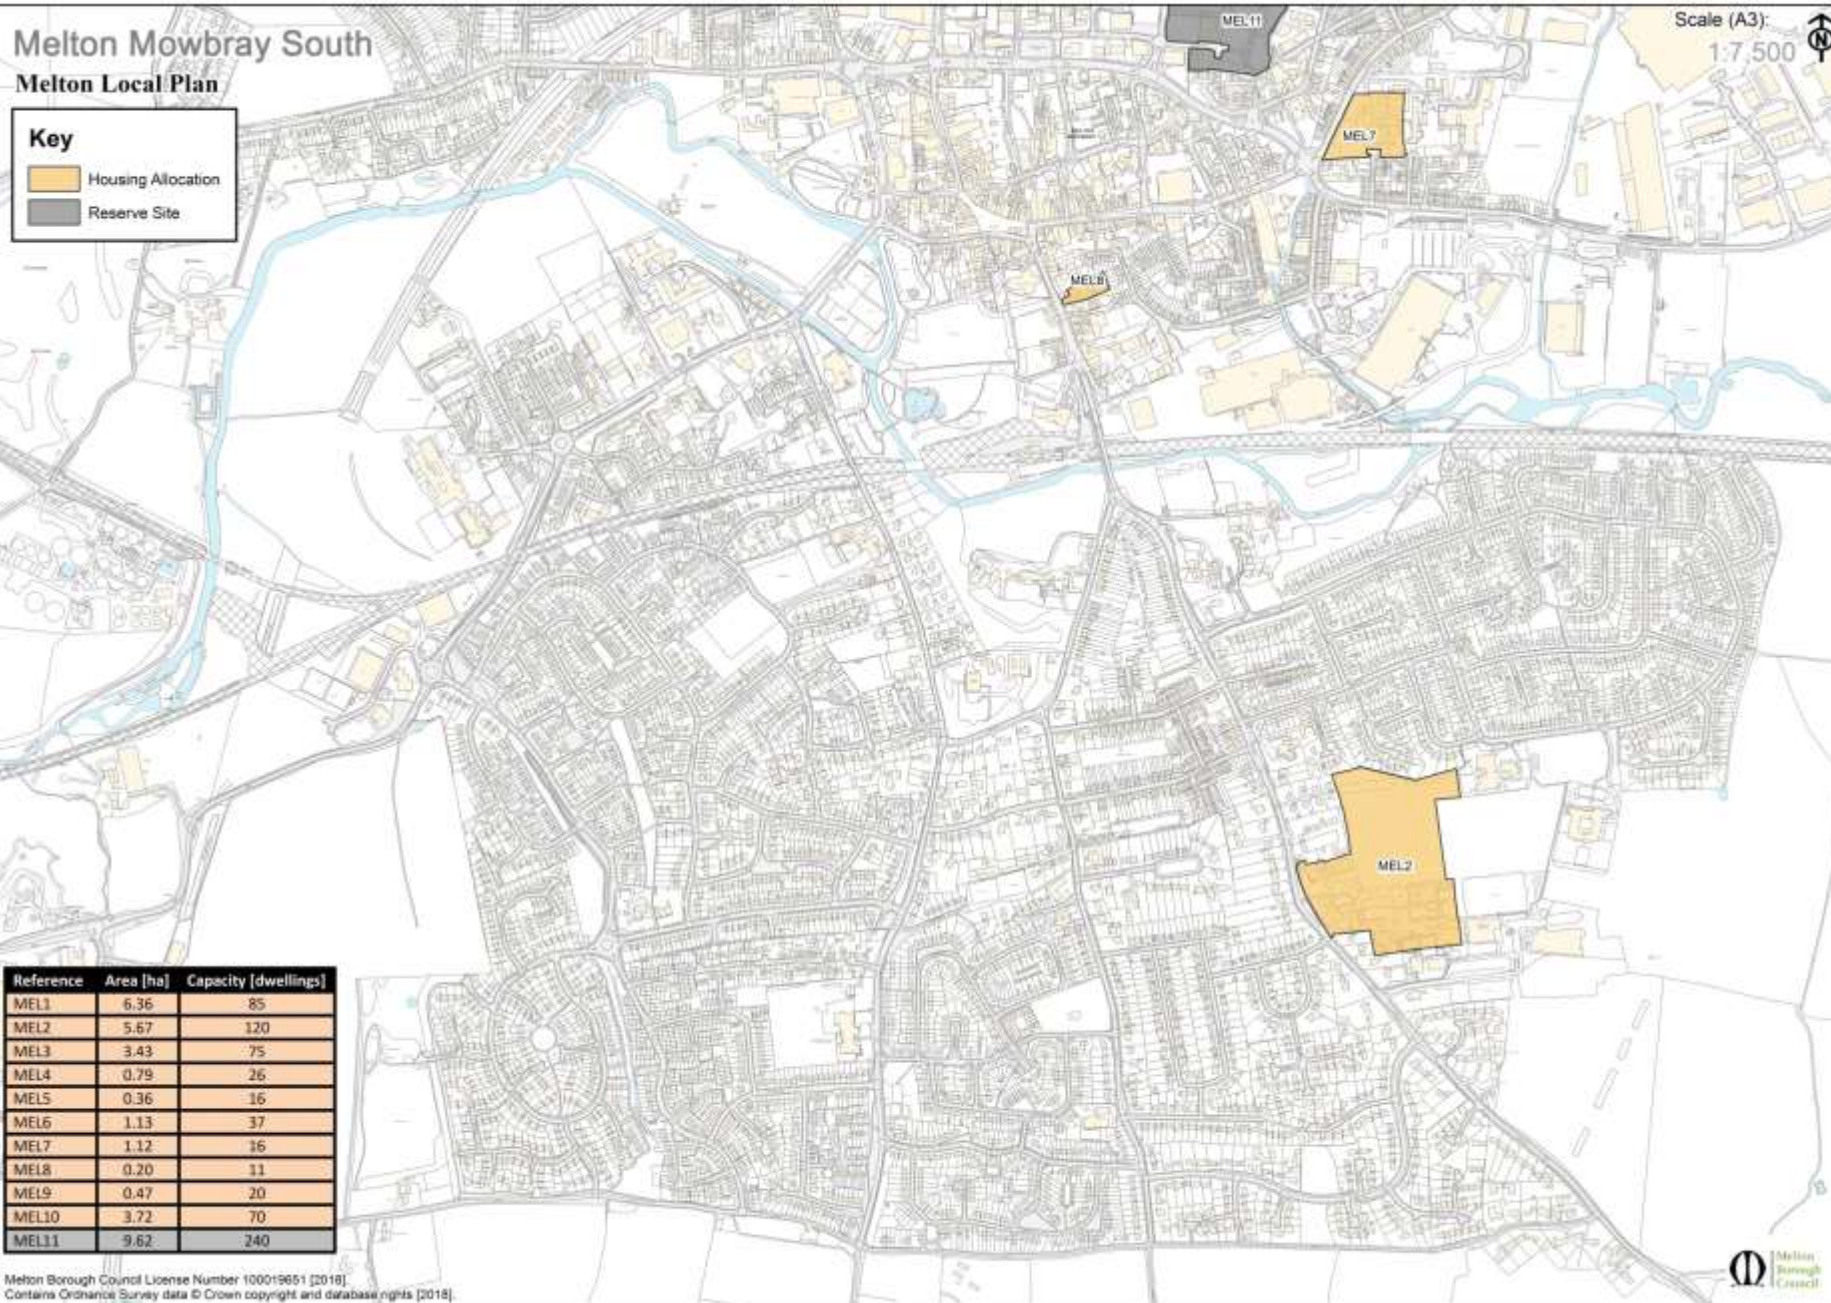 Melton Mowbray South
Melton Local Plan
Key
Housing Allocation
Reserve Site
Scale (A3):
1:7,500
N
MEL11
MEL7
MEL8
MEL2
Reference Area [ha] Capacity [dwellings]
MEL1 6.36 85
MEL2 5.67 120
MEL3 3.43 75
MEL4 0.79 26
MEL5 0.36 16
MEL6 1.13 37
MEL7 1.12 16
MEL8 0.20 11
MEL9 0.47 20
MEL10 3.72 70
MEL11 9.62 240
Melton Borough Council License Number 100019651 [2018].
Contains Ordnance Survey data © Crown copyright and database rights [2018].
Melton
Borough
Council